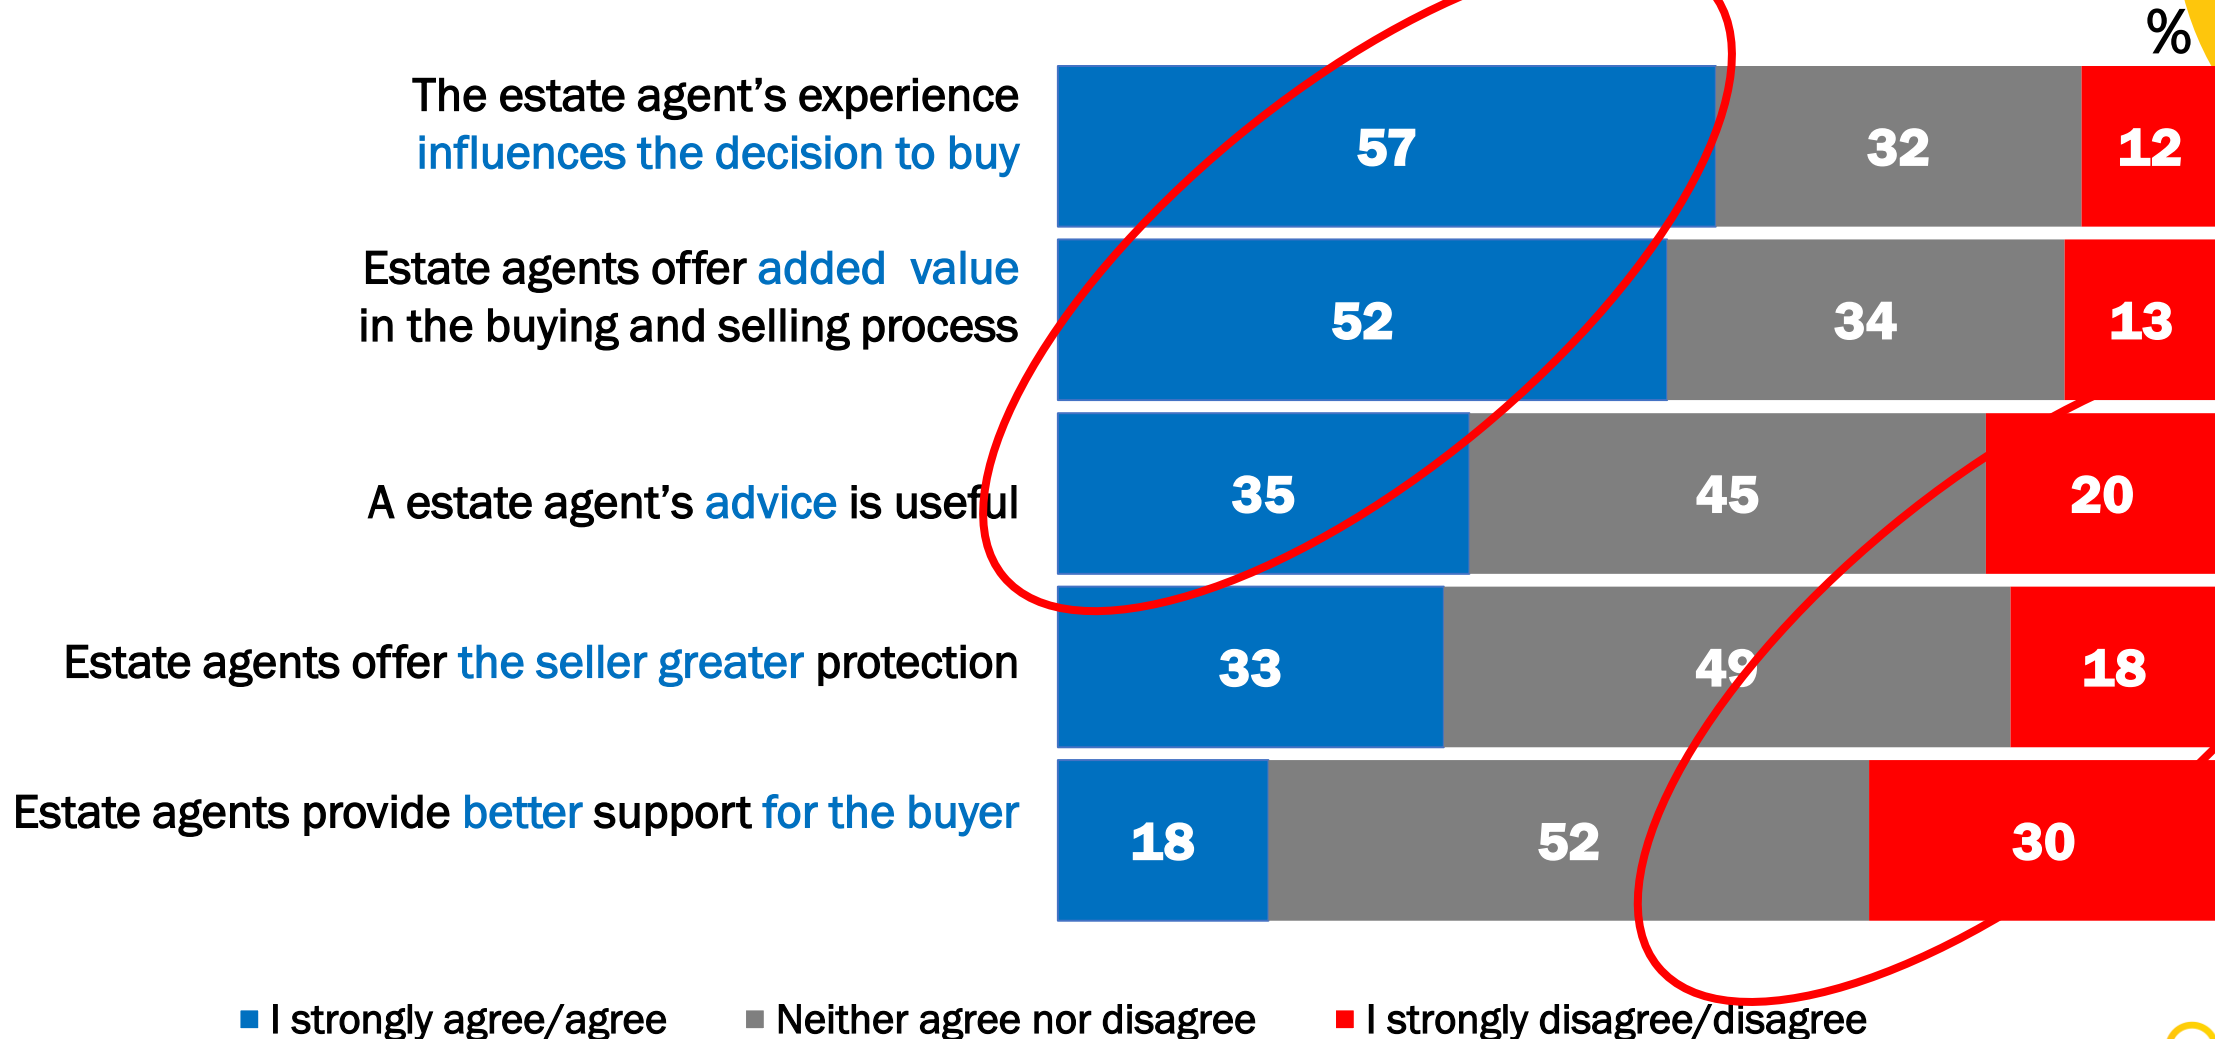 %
The estate agent’s experience
influences the decision to buy
57 32 12
Estate agents offer added  value
in the buying and selling process
52 34 13
A estate agent’s advice is useful
35 45 20
Estate agents offer the seller greater protection
33 49 18
Estate agents provide better support for the buyer
18 52 30
I strongly agree/agree Neither agree nor disagree I strongly disagree/disagree